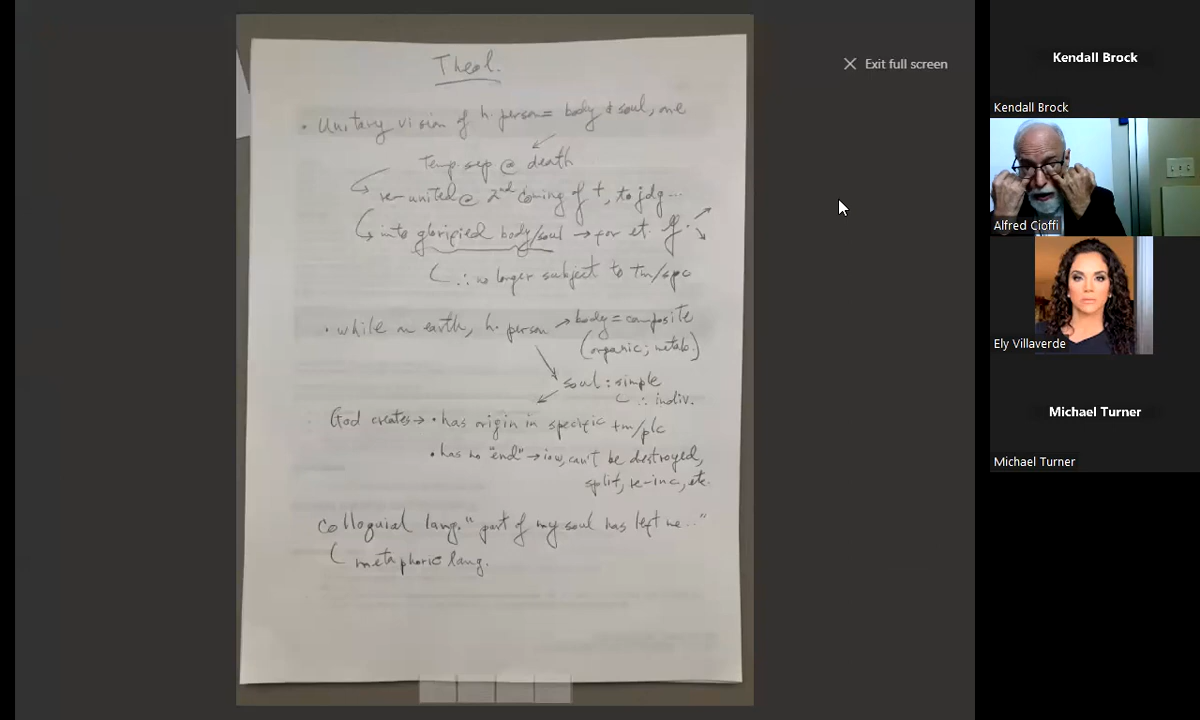 Theol.
• Unitary vision of h. person = body & soul, one
temp. sep @ death
re-united @ 2nd coming of †, to jdg...
into glorified body/soul → for et.
∴ no longer subject to tm/spc
• while on earth, h. person → body = composite
(organic; metab.)
soul : simple
∴ indiv.
God creates → • has origin in specific tm/plc
• has no "end" → iow, can't be destroyed,
split, re-inc, etc.
Colloquial lang. "part of my soul has left me..."
metaphoric lang.
Exit full screen
Kendall Brock
Kendall Brock
Alfred Cioffi
Ely Villaverde
Michael Turner
Michael Turner